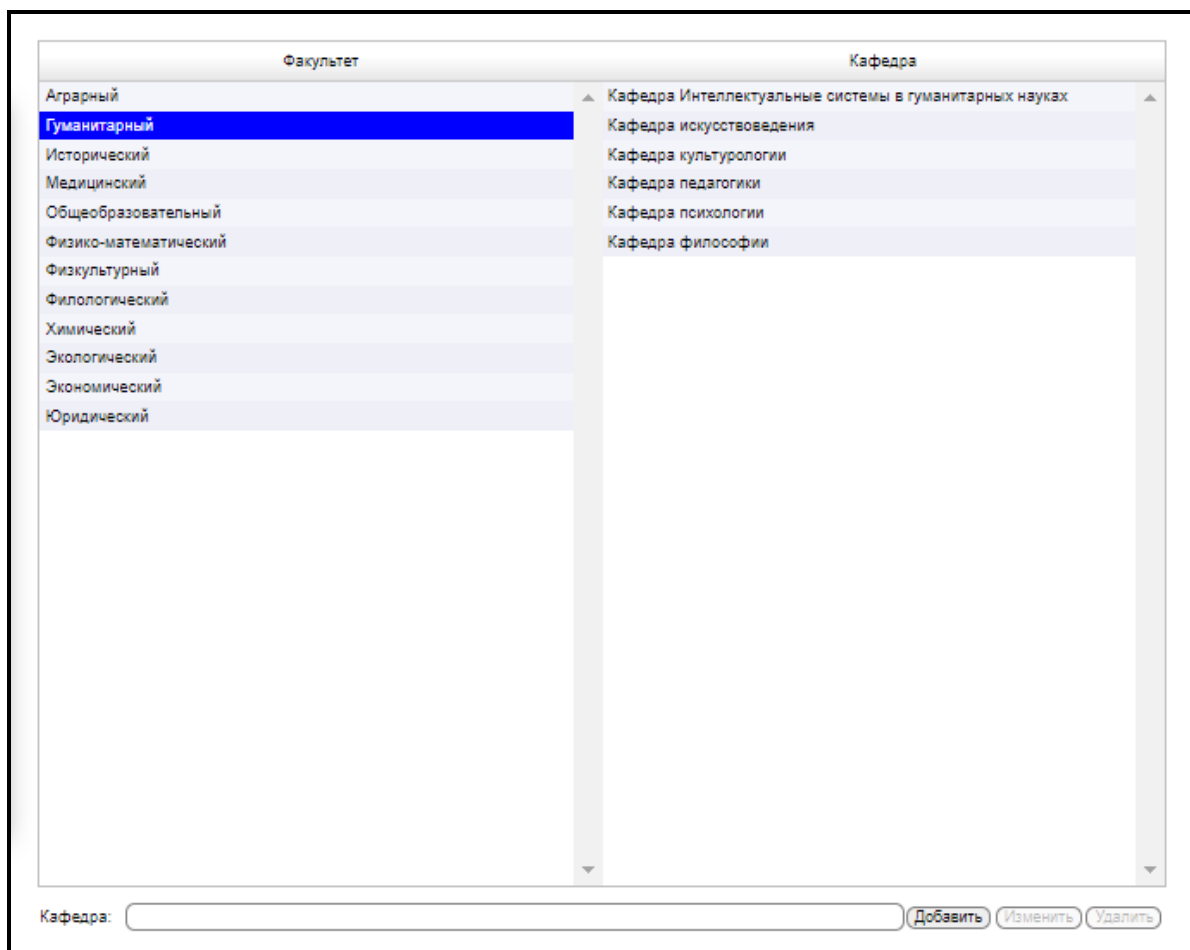 Факультет
Кафедра
Аграрный
Гуманитарный
Исторический
Медицинский
Общеобразовательный
Физико-математический
Физкультурный
Филологический
Химический
Экологический
Экономический
Юридический
Кафедра Интеллектуальные системы в гуманитарных науках
Кафедра искусствоведения
Кафедра культурологии
Кафедра педагогики
Кафедра психологии
Кафедра философии
Кафедра: Добавить Изменить Удалить